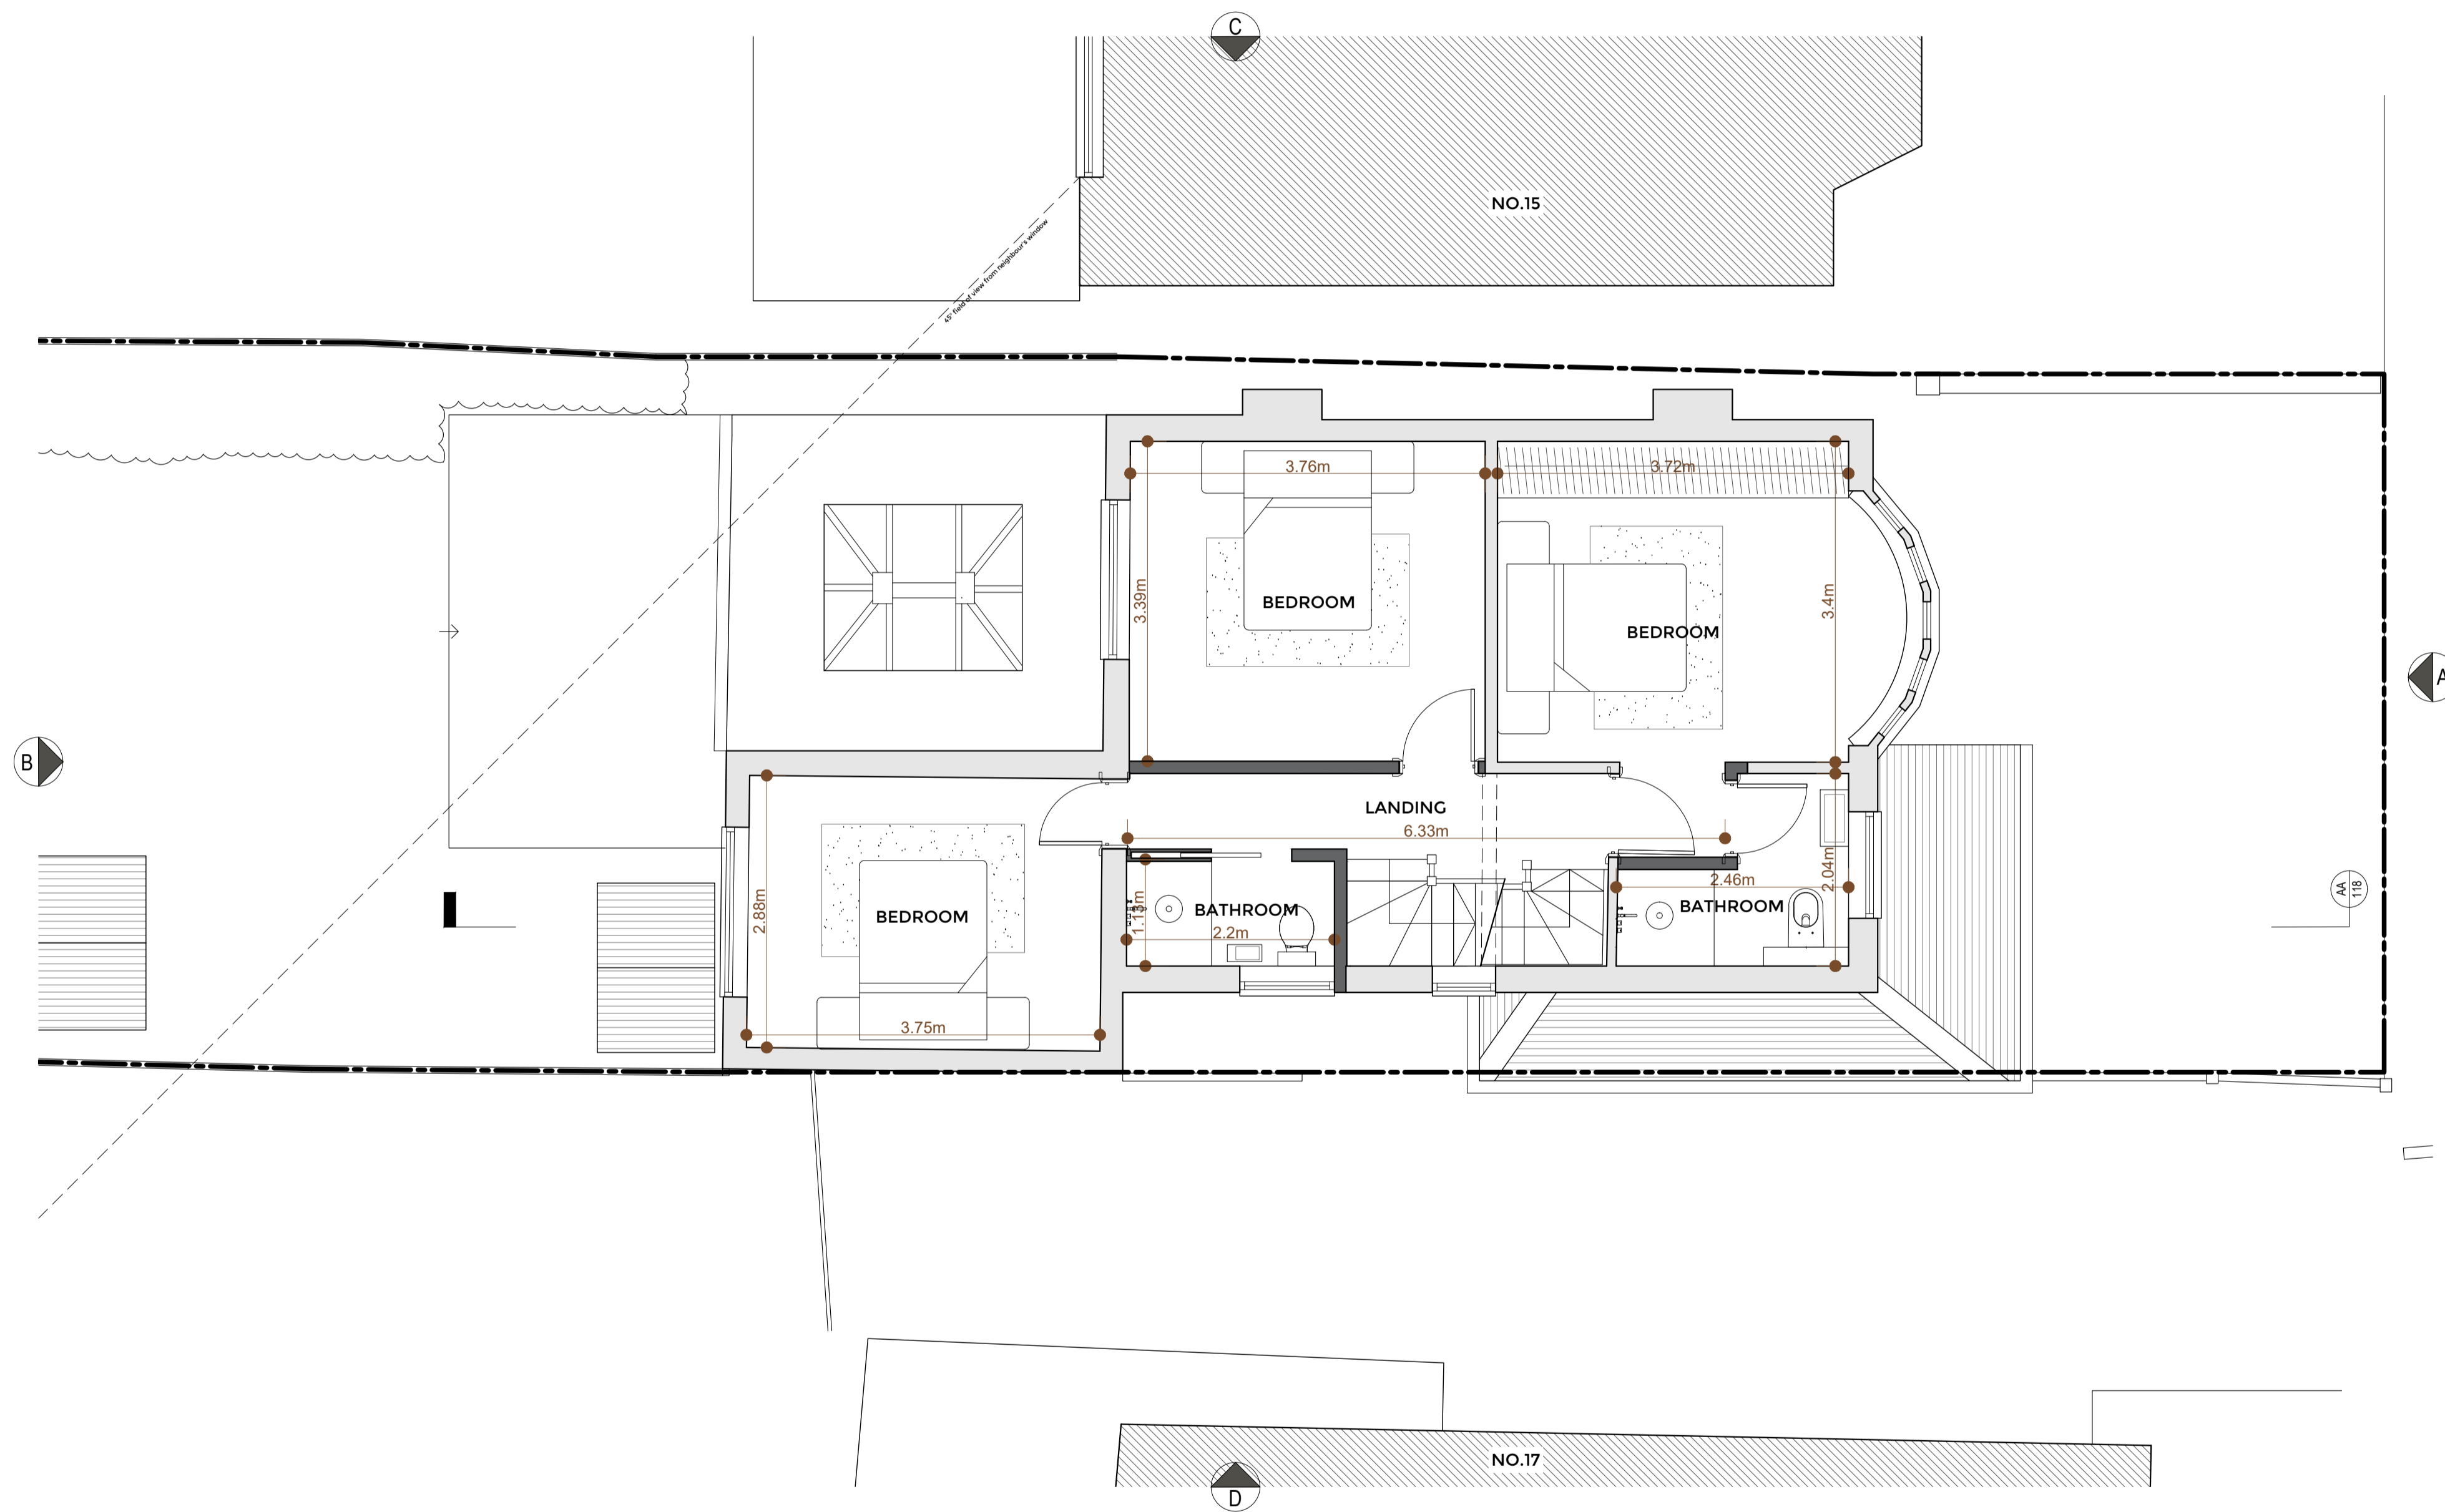 C
NO.15
45° field of view from neighbour's window
3.76m
3.72m
3.39m
3.4m
BEDROOM
BEDROOM
A
B
LANDING
6.33m
2.88m
BEDROOM
1.13m
BATHROOM
2.2m
2.04m
2.46m
BATHROOM
AA
118
3.75m
NO.17
D